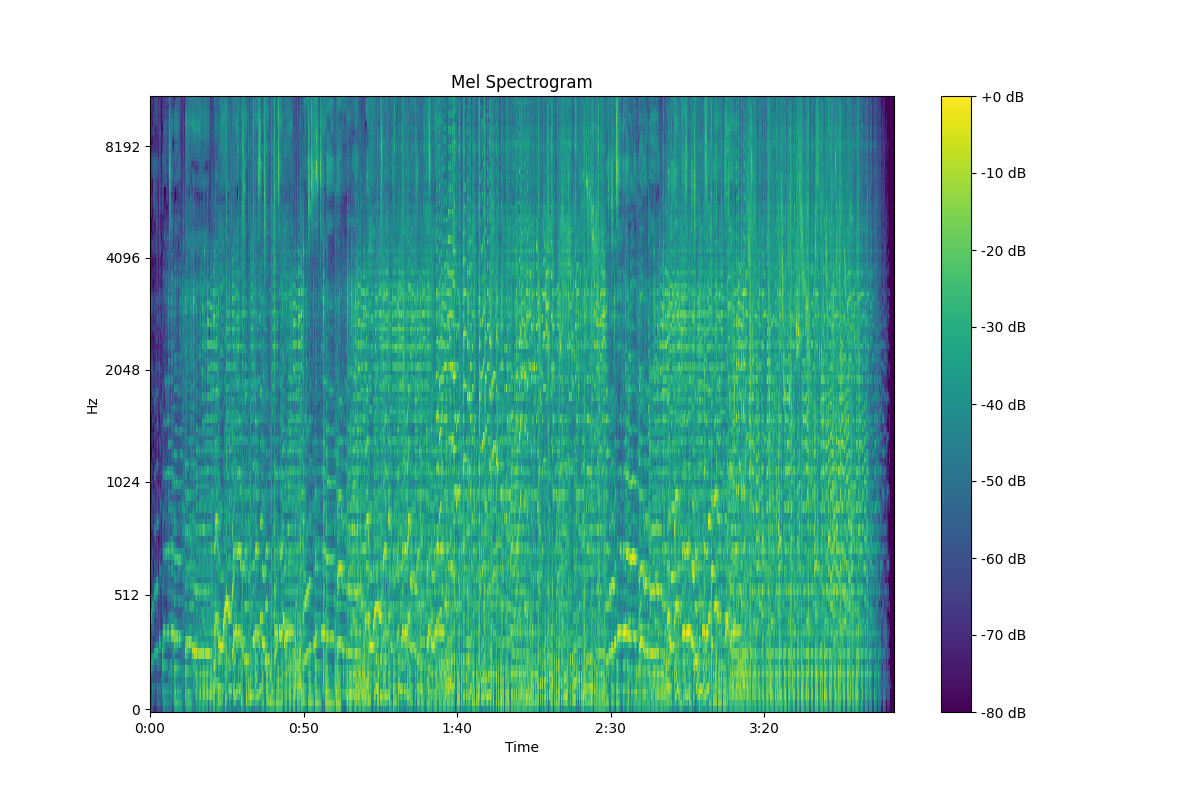 Mel Spectrogram
Hz
8192
4096
2048
1024
512
0
0:00
0:50
1:40
2:30
3:20
Time
+0 dB
-10 dB
-20 dB
-30 dB
-40 dB
-50 dB
-60 dB
-70 dB
-80 dB